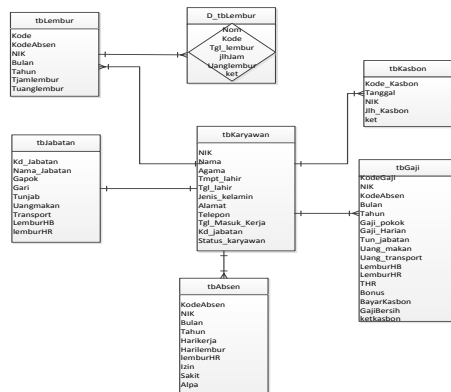 tbLembur
Kode
KodeAbsen
NIK
Bulan
Tahun
Tjamlembur
Tuanglembur
D_tbLembur
Nom
Kode
Tgl_lembur
jlhJam
Uanglembur
ket
tbKasbon
Kode_Kasbon
Tanggal
NIK
Jlh_Kasbon
ket
tbJabatan
Kd_Jabatan
Nama_Jabatan
Gapok
Gari
Tunjab
Uangmakan
Transport
LemburHB
lemburHR
tbKaryawan
NIK
Nama
Agama
Tmpt_lahir
Tgl_lahir
Jenis_kelamin
Alamat
Telepon
Tgl_Masuk_Kerja
Kd_jabatan
Status_karyawan
tbGaji
KodeGaji
NIK
KodeAbsen
Bulan
Tahun
Gaji_pokok
Gaji_Harian
Tun_jabatan
Uang_makan
Uang_transport
LemburHB
LemburHR
THR
Bonus
BayarKasbon
GajiBersih
ketkasbon
tbAbsen
KodeAbsen
NIK
Bulan
Tahun
Harikerja
Harilembur
lemburHR
Izin
Sakit
Alpa